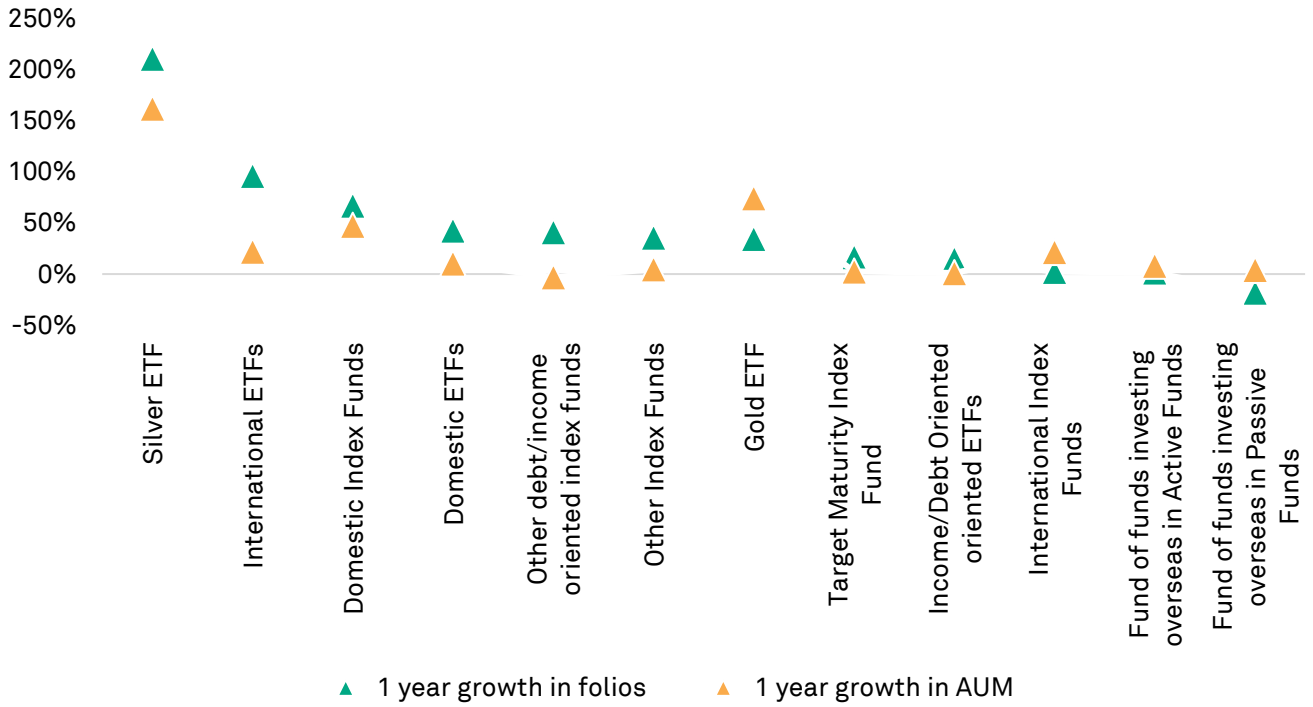 250%
200%
150%
100%
50%
0%
-50%
Silver ETF
International ETFs
Domestic Index Funds
Domestic ETFs
Other debt/income
oriented index funds
Other Index Funds
Gold ETF
Target Maturity Index
Fund
Income/Debt Oriented
oriented ETFs
International Index
Funds
Fund of funds investing
overseas in Active Funds
Fund of funds investing
overseas in Passive
Funds
1 year growth in folios
1 year growth in AUM